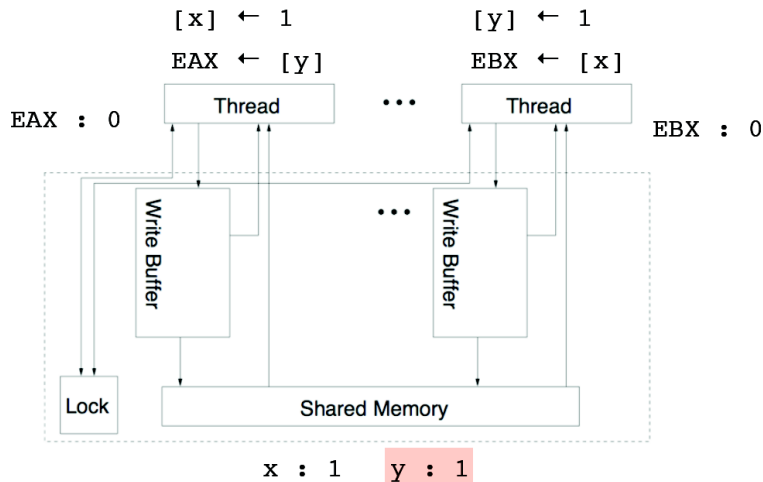 [x] ← 1
[y] ← 1
EAX ← [y]
EBX ← [x]
Thread
...
Thread
EAX : 0
EBX : 0
Write Buffer
...
Write Buffer
Lock
Shared Memory
x : 1
y : 1